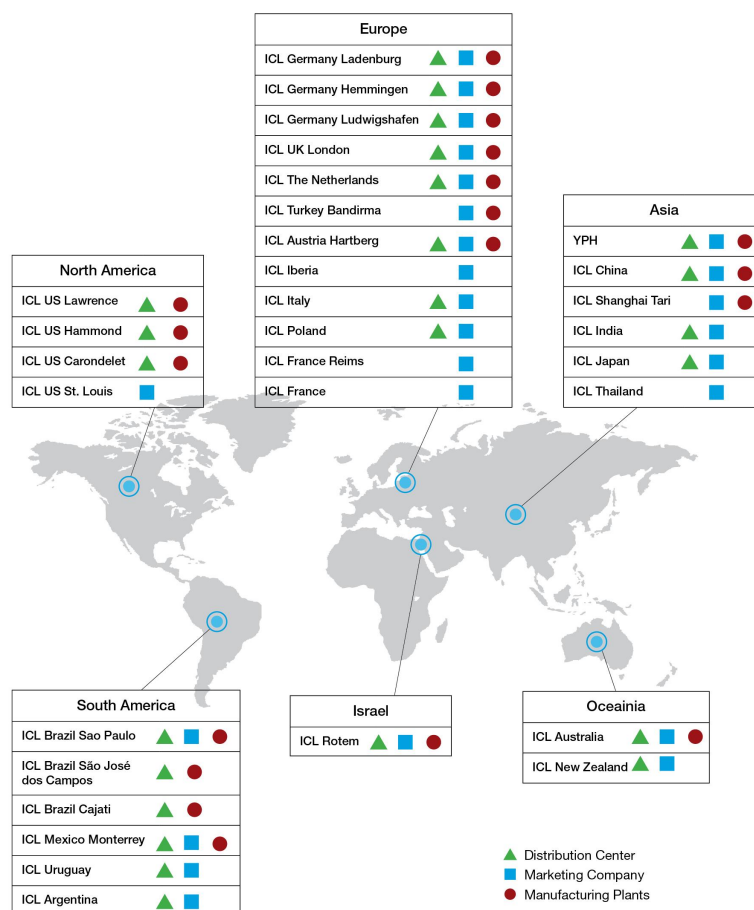 Europe
ICL Germany Ladenburg
ICL Germany Hemmingen
ICL Germany Ludwigshafen
ICL UK London
ICL The Netherlands
ICL Turkey Bandirma
ICL Austria Hartberg
ICL Iberia
ICL Italy
ICL Poland
ICL France Reims
ICL France
Asia
YPH
ICL China
ICL Shanghai Tari
ICL India
ICL Japan
ICL Thailand
North America
ICL US Lawrence
ICL US Hammond
ICL US Carondelet
ICL US St. Louis
South America
ICL Brazil Sao Paulo
ICL Brazil São José
dos Campos
ICL Brazil Cajati
ICL Mexico Monterrey
ICL Uruguay
ICL Argentina
Israel
ICL Rotem
Oceainia
ICL Australia
ICL New Zealand
Distribution Center
Marketing Company
Manufacturing Plants